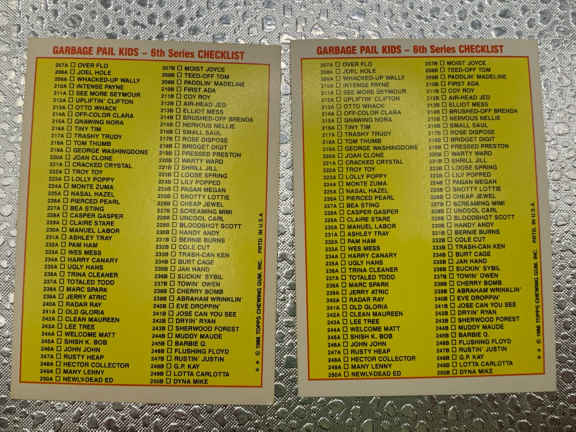 GARBAGE PAIL KIDS – 6th Series CHECKLIST
207A ☐ OVER FLO
208A ☐ JOEL HOLE
209A ☐ WHACKED-UP WALLY
210A ☐ INTENSE PAYNE
211A ☐ SEE MORE SEYMOUR
212A ☐ UPLIFTIN' CLIFTON
213A ☐ OTTO WHACK
214A ☐ OFF-COLOR CLARA
215A ☐ GNAWING NORA
216A ☐ TINY TIM
217A ☐ TRASHY TRUDY
218A ☐ TOM THUMB
219A ☐ GEORGE WASHINGDONE
220A ☐ JOAN CLONE
221A ☐ CRACKED CRYSTAL
222A ☐ TROY TOY
223A ☐ LOLLY POPPY
224A ☐ MONTE ZUMA
225A ☐ NASAL HAZEL
226A ☐ PIERCED PEARL
227A ☐ BEA STING
228A ☐ CASPER GASPER
229A ☐ CLAIRE STARE
230A ☐ MANUEL LABOR
231A ☐ ASHLEY TRAY
232A ☐ PAM HAM
233A ☐ WES MESS
234A ☐ HARRY CANARY
235A ☐ UGLY HANS
236A ☐ TRINA CLEANER
237A ☐ TOTALED TODD
238A ☐ MARC SPARK
239A ☐ JERRY ATRIC
240A ☐ RADAR RAY
241A ☐ OLD GLORIA
242A ☐ CLEAN MAUREEN
243A ☐ LEE TREE
244A ☐ WELCOME MATT
245A ☐ SHISH K. BOB
246A ☐ JOHN JOHN
247A ☐ RUSTY HEAP
248A ☐ HECTOR COLLECTOR
249A ☐ MANY LENNY
250A ☐ NEWLY-DEAD ED
207B ☐ MOIST JOYCE
208B ☐ TEED-OFF TOM
209B ☐ PADDLIN' MADELINE
210B ☐ FIRST ADA
211B ☐ COY ROY
212B ☐ AIR-HEAD JED
213B ☐ ELLIOT MESS
214B ☐ BRUSHED-OFF BRENDA
215B ☐ NERVOUS NELLIE
216B ☐ SMALL SAUL
217B ☐ ROSE DISPOSE
218B ☐ BRIDGET DIGIT
219B ☐ PRESSED PRESTON
220B ☐ WARTY WARD
221B ☐ SHRILL JILL
222B ☐ LOOSE SPRING
223B ☐ LILY POPPED
224B ☐ PAGAN MEGAN
225B ☐ SNOTTY LOTTIE
226B ☐ CHEAP JEWEL
227B ☐ SCREAMING MIMI
228B ☐ UNCOOL CARL
229B ☐ BLOODSHOT SCOTT
230B ☐ HANDY ANDY
231B ☐ BERNIE BURNS
232B ☐ COLE CUT
233B ☐ TRASH-CAN KEN
234B ☐ BURT CAGE
235B ☐ JAN HAND
236B ☐ SUCKIN' SYBIL
237B ☐ TOWIN' OWEN
238B ☐ CHERRY BOMB
239B ☐ ABRAHAM WRINKLIN'
240B ☐ EVE DROPPIN'
241B ☐ JOSE CAN YOU SEE
242B ☐ DRYIN' RYAN
243B ☐ SHERWOOD FOREST
244B ☐ MUDDY MAUDE
245B ☐ BARBIE Q.
246B ☐ FLUSHING FLOYD
247B ☐ RUSTIN' JUSTIN
248B ☐ G.P. KAY
249B ☐ LOTTA CARLOTTA
250B ☐ DYNA MIKE
* * © 1986 TOPPS CHEWING GUM, INC. PRTD. IN U.S.A.
GARBAGE PAIL KIDS – 6th Series CHECKLIST
207A ☐ OVER FLO
208A ☐ JOEL HOLE
209A ☐ WHACKED-UP WALLY
210A ☐ INTENSE PAYNE
211A ☐ SEE MORE SEYMOUR
212A ☐ UPLIFTIN' CLIFTON
213A ☐ OTTO WHACK
214A ☐ OFF-COLOR CLARA
215A ☐ GNAWING NORA
216A ☐ TINY TIM
217A ☐ TRASHY TRUDY
218A ☐ TOM THUMB
219A ☐ GEORGE WASHINGDONE
220A ☐ JOAN CLONE
221A ☐ CRACKED CRYSTAL
222A ☐ TROY TOY
223A ☐ LOLLY POPPY
224A ☐ MONTE ZUMA
225A ☐ NASAL HAZEL
226A ☐ PIERCED PEARL
227A ☐ BEA STING
228A ☐ CASPER GASPER
229A ☐ CLAIRE STARE
230A ☐ MANUEL LABOR
231A ☐ ASHLEY TRAY
232A ☐ PAM HAM
233A ☐ WES MESS
234A ☐ HARRY CANARY
235A ☐ UGLY HANS
236A ☐ TRINA CLEANER
237A ☐ TOTALED TODD
238A ☐ MARC SPARK
239A ☐ JERRY ATRIC
240A ☐ RADAR RAY
241A ☐ OLD GLORIA
242A ☐ CLEAN MAUREEN
243A ☐ LEE TREE
244A ☐ WELCOME MATT
245A ☐ SHISH K. BOB
246A ☐ JOHN JOHN
247A ☐ RUSTY HEAP
248A ☐ HECTOR COLLECTOR
249A ☐ MANY LENNY
250A ☐ NEWLY-DEAD ED
207B ☐ MOIST JOYCE
208B ☐ TEED-OFF TOM
209B ☐ PADDLIN' MADELINE
210B ☐ FIRST ADA
211B ☐ COY ROY
212B ☐ AIR-HEAD JED
213B ☐ ELLIOT MESS
214B ☐ BRUSHED-OFF BRENDA
215B ☐ NERVOUS NELLIE
216B ☐ SMALL SAUL
217B ☐ ROSE DISPOSE
218B ☐ BRIDGET DIGIT
219B ☐ PRESSED PRESTON
220B ☐ WARTY WARD
221B ☐ SHRILL JILL
222B ☐ LOOSE SPRING
223B ☐ LILY POPPED
224B ☐ PAGAN MEGAN
225B ☐ SNOTTY LOTTIE
226B ☐ CHEAP JEWEL
227B ☐ SCREAMING MIMI
228B ☐ UNCOOL CARL
229B ☐ BLOODSHOT SCOTT
230B ☐ HANDY ANDY
231B ☐ BERNIE BURNS
232B ☐ COLE CUT
233B ☐ TRASH-CAN KEN
234B ☐ BURT CAGE
235B ☐ JAN HAND
236B ☐ SUCKIN' SYBIL
237B ☐ TOWIN' OWEN
238B ☐ CHERRY BOMB
239B ☐ ABRAHAM WRINKLIN'
240B ☐ EVE DROPPIN'
241B ☐ JOSE CAN YOU SEE
242B ☐ DRYIN' RYAN
243B ☐ SHERWOOD FOREST
244B ☐ MUDDY MAUDE
245B ☐ BARBIE Q.
246B ☐ FLUSHING FLOYD
247B ☐ RUSTIN' JUSTIN
248B ☐ G.P. KAY
249B ☐ LOTTA CARLOTTA
250B ☐ DYNA MIKE
* * © 1986 TOPPS CHEWING GUM, INC. PRTD. IN U.S.A.